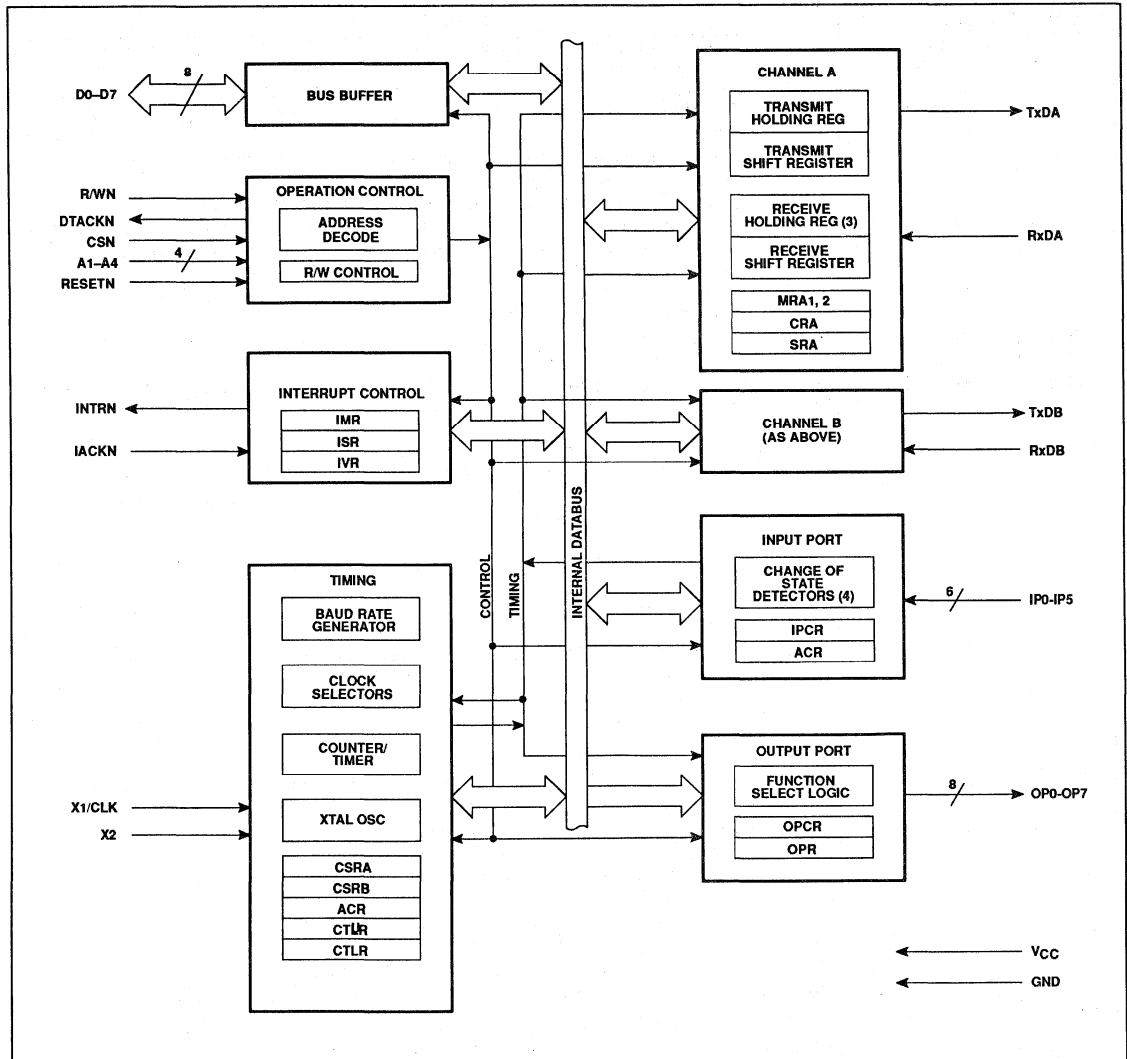 8
D0–D7
BUS BUFFER
R/WN
DTACKN
CSN
A1–A4
4
RESETN
OPERATION CONTROL
ADDRESS
DECODE
R/W CONTROL
INTRN
IACKN
INTERRUPT CONTROL
IMR
ISR
IVR
TIMING
BAUD RATE
GENERATOR
CLOCK
SELECTORS
COUNTER/
TIMER
XTAL OSC
X1/CLK
X2
CSRA
CSRB
ACR
CTUR
CTLR
CONTROL
TIMING
INTERNAL DATABUS
CHANNEL A
TRANSMIT
HOLDING REG
TRANSMIT
SHIFT REGISTER
RECEIVE
HOLDING REG (3)
RECEIVE
SHIFT REGISTER
MRA1, 2
CRA
SRA
TxDA
RxDA
CHANNEL B
(AS ABOVE)
TxDB
RxDB
INPUT PORT
CHANGE OF
STATE
DETECTORS (4)
IPCR
ACR
6
IP0-IP5
OUTPUT PORT
FUNCTION
SELECT LOGIC
OPCR
OPR
8
OP0-OP7
VCC
GND